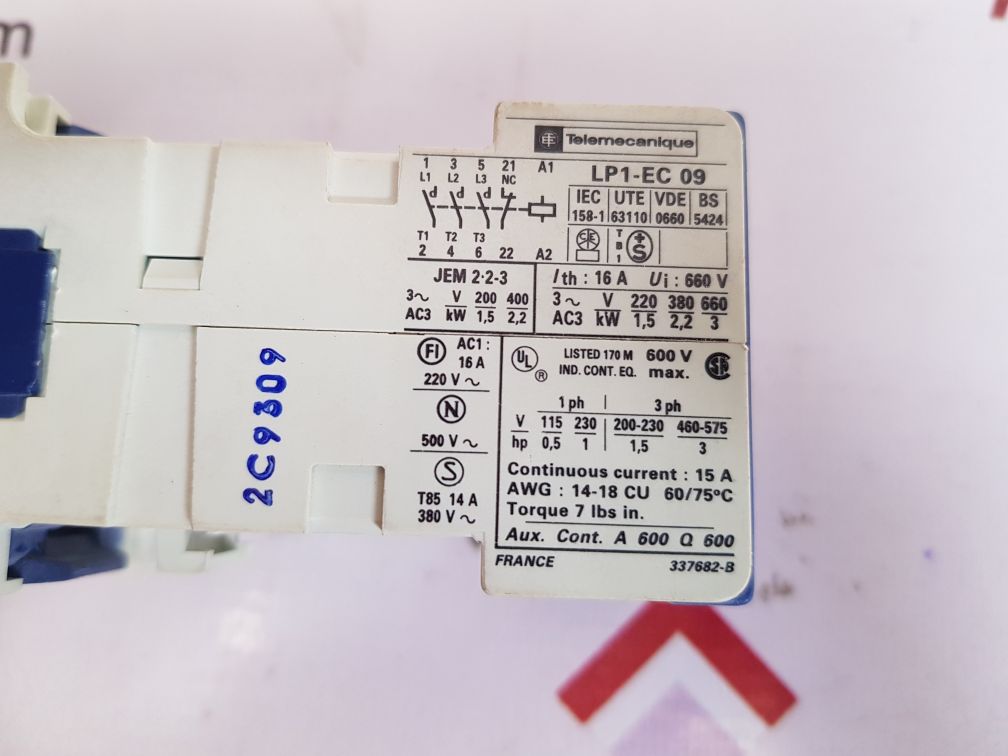 m
Telemecanique
LP1-EC 09
1 3 5 21 A1
L1 L2 L3 NC
IEC UTE VDE BS
158-1 63110 0660 5424
d d d
T1 T2 T3
2 4 6 22 A2
TB1 +S
JEM 2·2-3
3~ V 200 400
AC3 kW 1,5 2,2
Ith : 16 A Ui : 660 V
3~ V 220 380 660
AC3 kW 1,5 2,2 3
FI AC1 :
16 A
220 V ~
N
500 V ~
S
T85 14 A
380 V ~
UL ® LISTED 170 M 600 V
IND. CONT. EQ. max.
1 ph 3 ph
V 115 230 200-230 460-575
hp 0,5 1 1,5 3
Continuous current : 15 A
AWG : 14-18 CU 60/75°C
Torque 7 lbs in.
Aux. Cont. A 600 Q 600
FRANCE 337682-B
2C9309